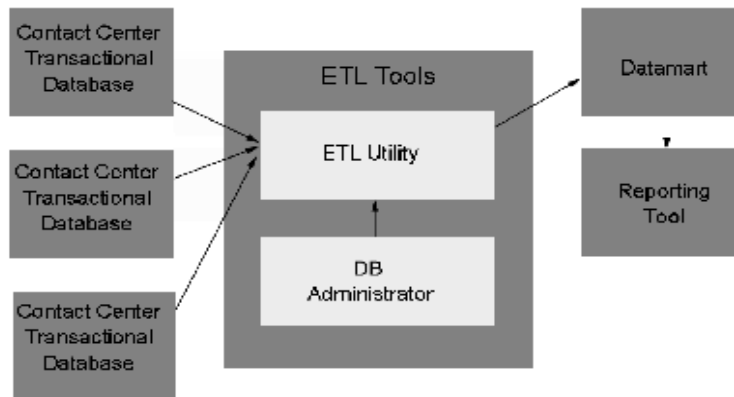 Contact Center
Transactional
Database
Contact Center
Transactional
Database
Contact Center
Transactional
Database
ETL Tools
ETL Utility
DB
Administrator
Datamart
Reporting
Tool